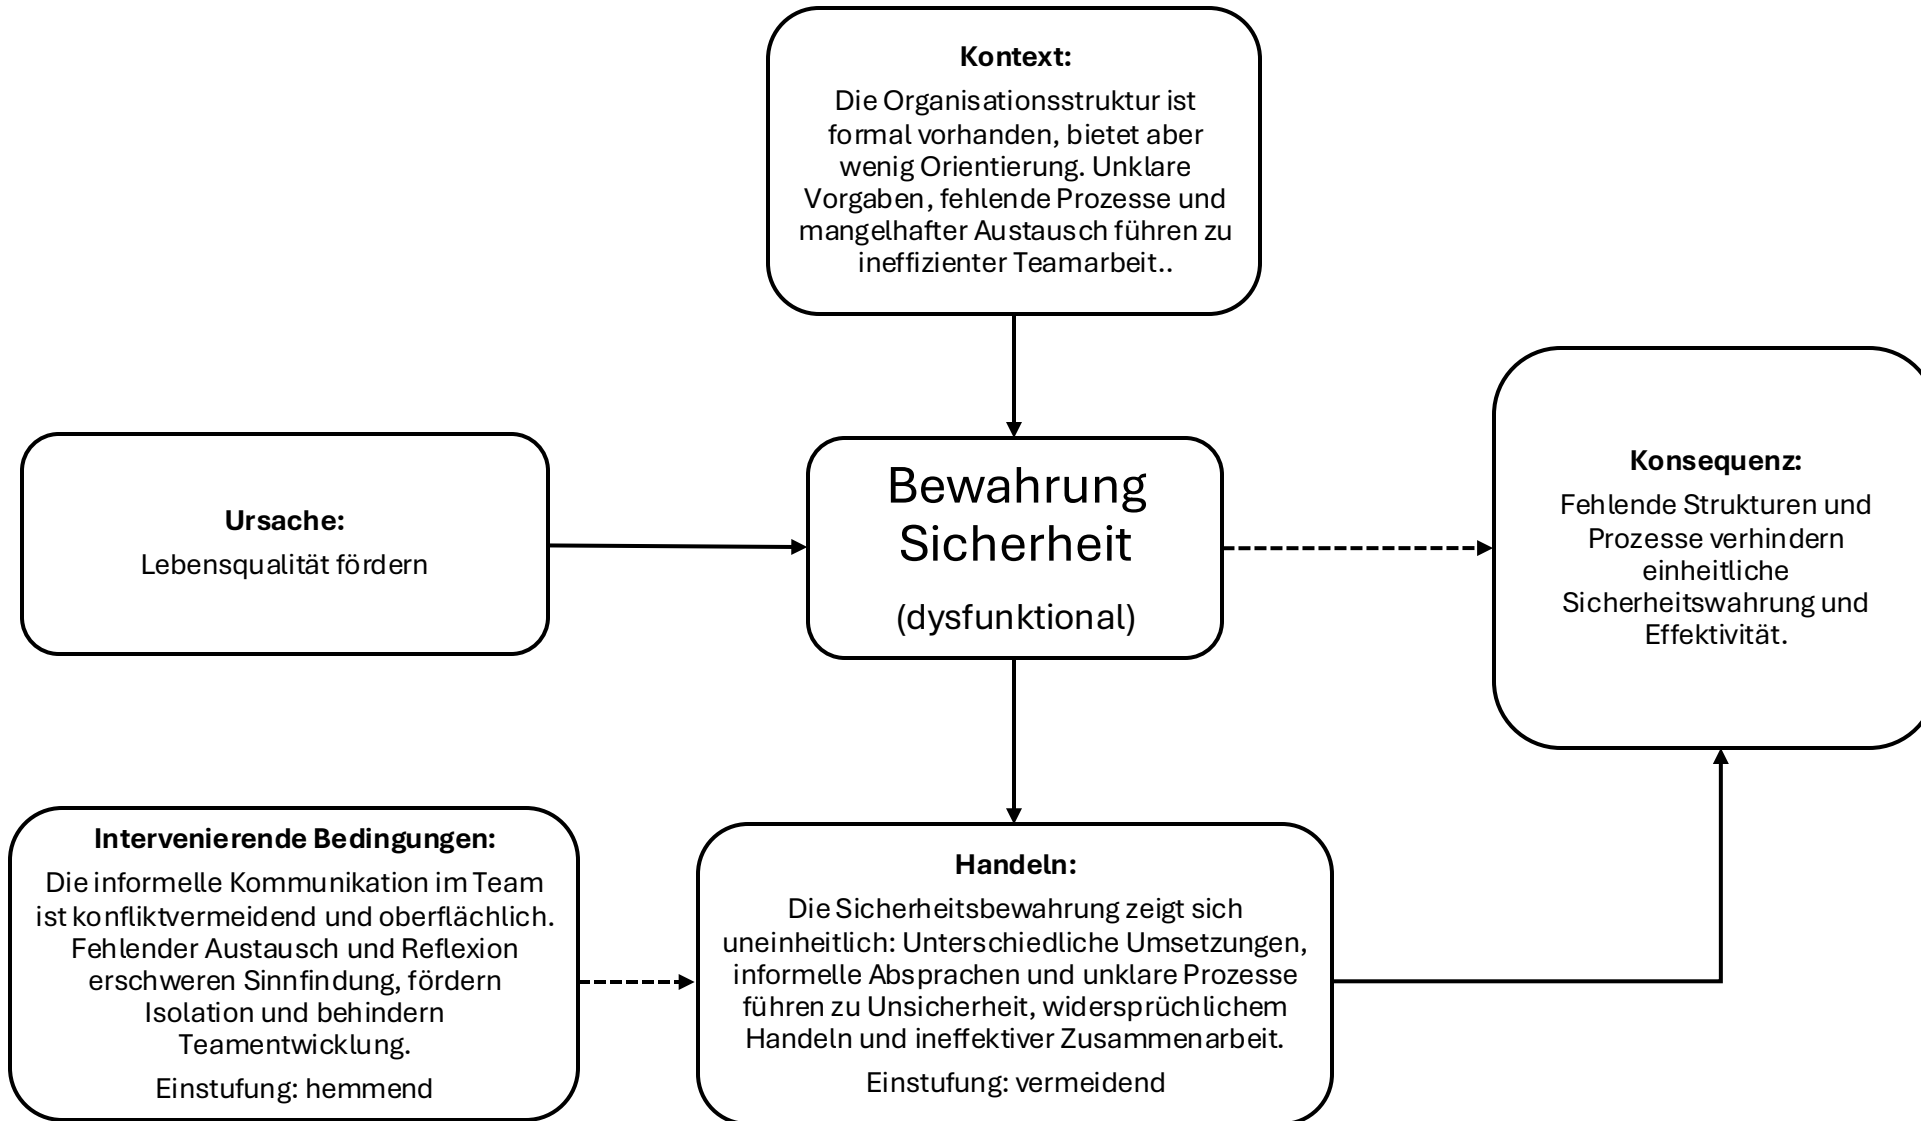 Kontext:
Die Organisationsstruktur ist
formal vorhanden, bietet aber
wenig Orientierung. Unklare
Vorgaben, fehlende Prozesse und
mangelhafter Austausch führen zu
ineffizienter Teamarbeit..
Ursache:
Lebensqualität fördern
Bewahrung
Sicherheit
(dysfunktional)
Konsequenz:
Fehlende Strukturen und
Prozesse verhindern
einheitliche
Sicherheitswahrung und
Effektivität.
Intervenierende Bedingungen:
Die informelle Kommunikation im Team
ist konfliktvermeidend und oberflächlich.
Fehlender Austausch und Reflexion
erschweren Sinnfindung, fördern
Isolation und behindern
Teamentwicklung.
Einstufung: hemmend
Handeln:
Die Sicherheitsbewahrung zeigt sich
uneinheitlich: Unterschiedliche Umsetzungen,
informelle Absprachen und unklare Prozesse
führen zu Unsicherheit, widersprüchlichem
Handeln und ineffektiver Zusammenarbeit.
Einstufung: vermeidend